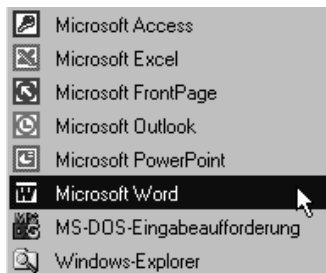 Microsoft Access
Microsoft Excel
Microsoft FrontPage
Microsoft Outlook
Microsoft PowerPoint
Microsoft Word
MS-DOS-Eingabeaufforderung
Windows-Explorer